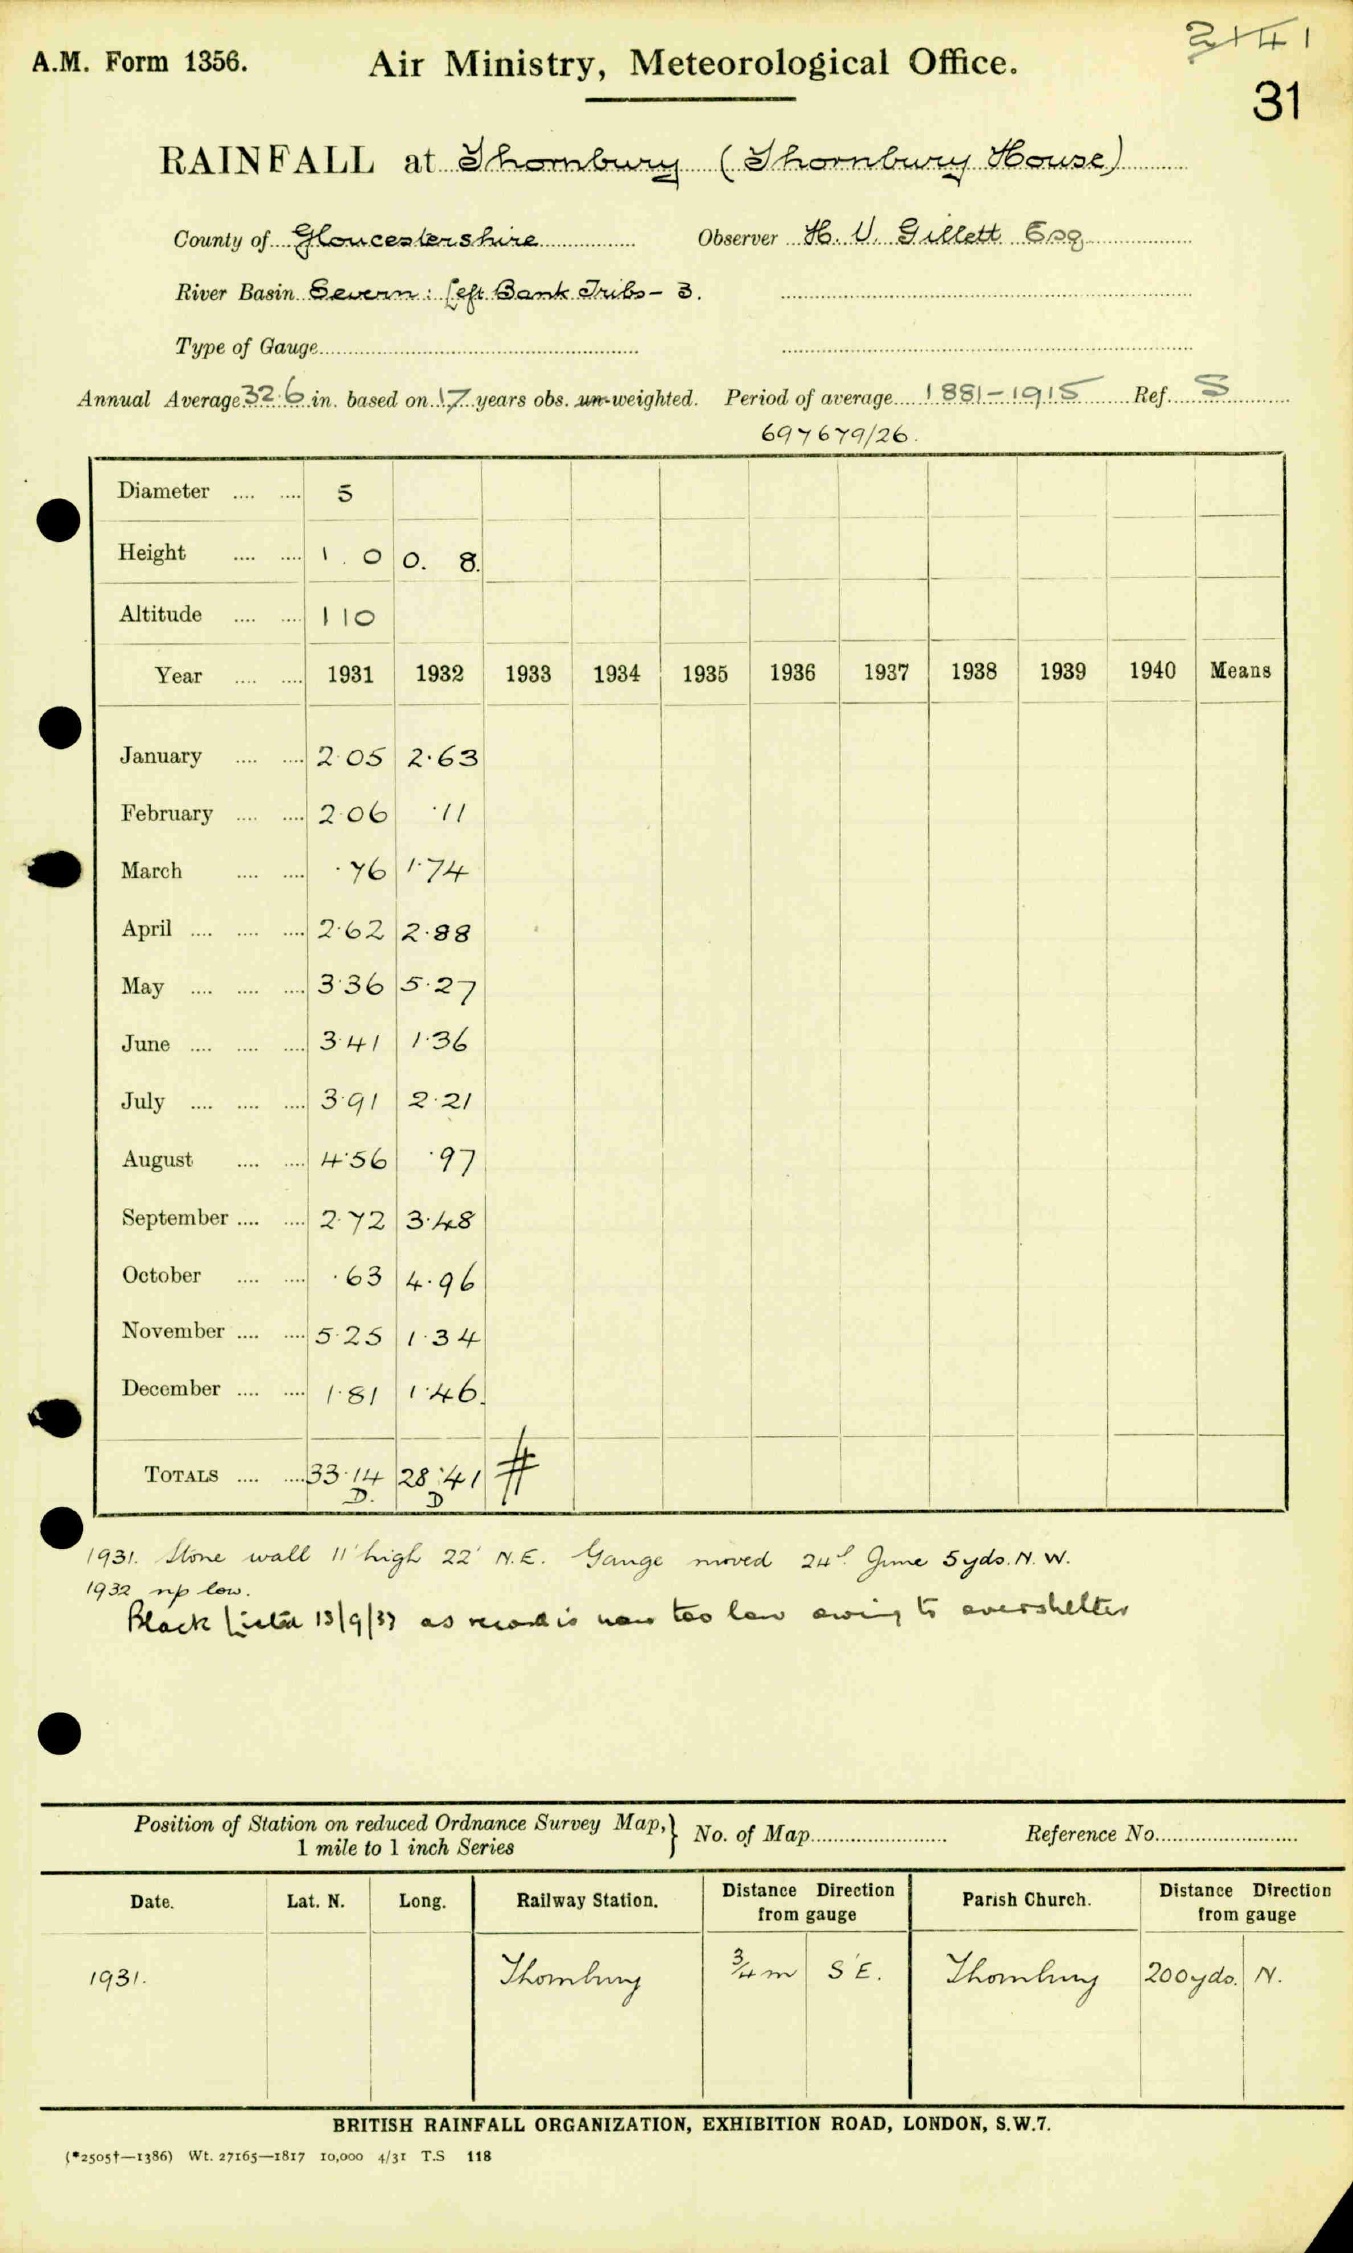 2141
A.M. Form 1356. Air Ministry, Meteorological Office.
31
RAINFALL at Thornbury (Thornbury House)
County of Gloucestershire Observer H. V. Gillett Esq
River Basin Severn: Left Bank Tribs - 3.
Type of Gauge
Annual Average 32.6 in. based on 17 years obs. un-weighted. Period of average 1881-1915 Ref. S
697679/26.
Diameter .... .... 5
Height .... .... 1. 0 0. 8.
Altitude .... .... 110
Year .... .... 1931 1932 1933 1934 1935 1936 1937 1938 1939 1940 Means
January .... .... 2.05 2.63
February .... .... 2.06 .11
March .... .... .76 1.74
April .... .... .... 2.62 2.88
May .... .... .... 3.36 5.27
June .... .... .... 3.41 1.36
July .... .... .... 3.91 2.21
August .... .... 4.56 .97
September .... .... 2.72 3.48
October .... .... .63 4.96
November .... .... 5.25 1.34
December .... .... 1.81 1.46.
TOTALS .... .... 33.14 28.41 #
D. D
1931. Stone wall 11' high 22' N.E. Gauge moved 24th June 5yds. N.W.
1932 low.
Black Listed 13/9/33 as record is now too low owing to overshelter
Position of Station on reduced Ordnance Survey Map,} No. of Map Reference No.
1 mile to 1 inch Series
Date. Lat. N. Long. Railway Station. Distance Direction from gauge Parish Church. Distance Direction from gauge
1931. Thornbury 3/4 m S E. Thornbury 200yds. N.
BRITISH RAINFALL ORGANIZATION, EXHIBITION ROAD, LONDON, S.W.7.
(*2505†—1386) Wt. 27165—1817 10,000 4/31 T.S 118